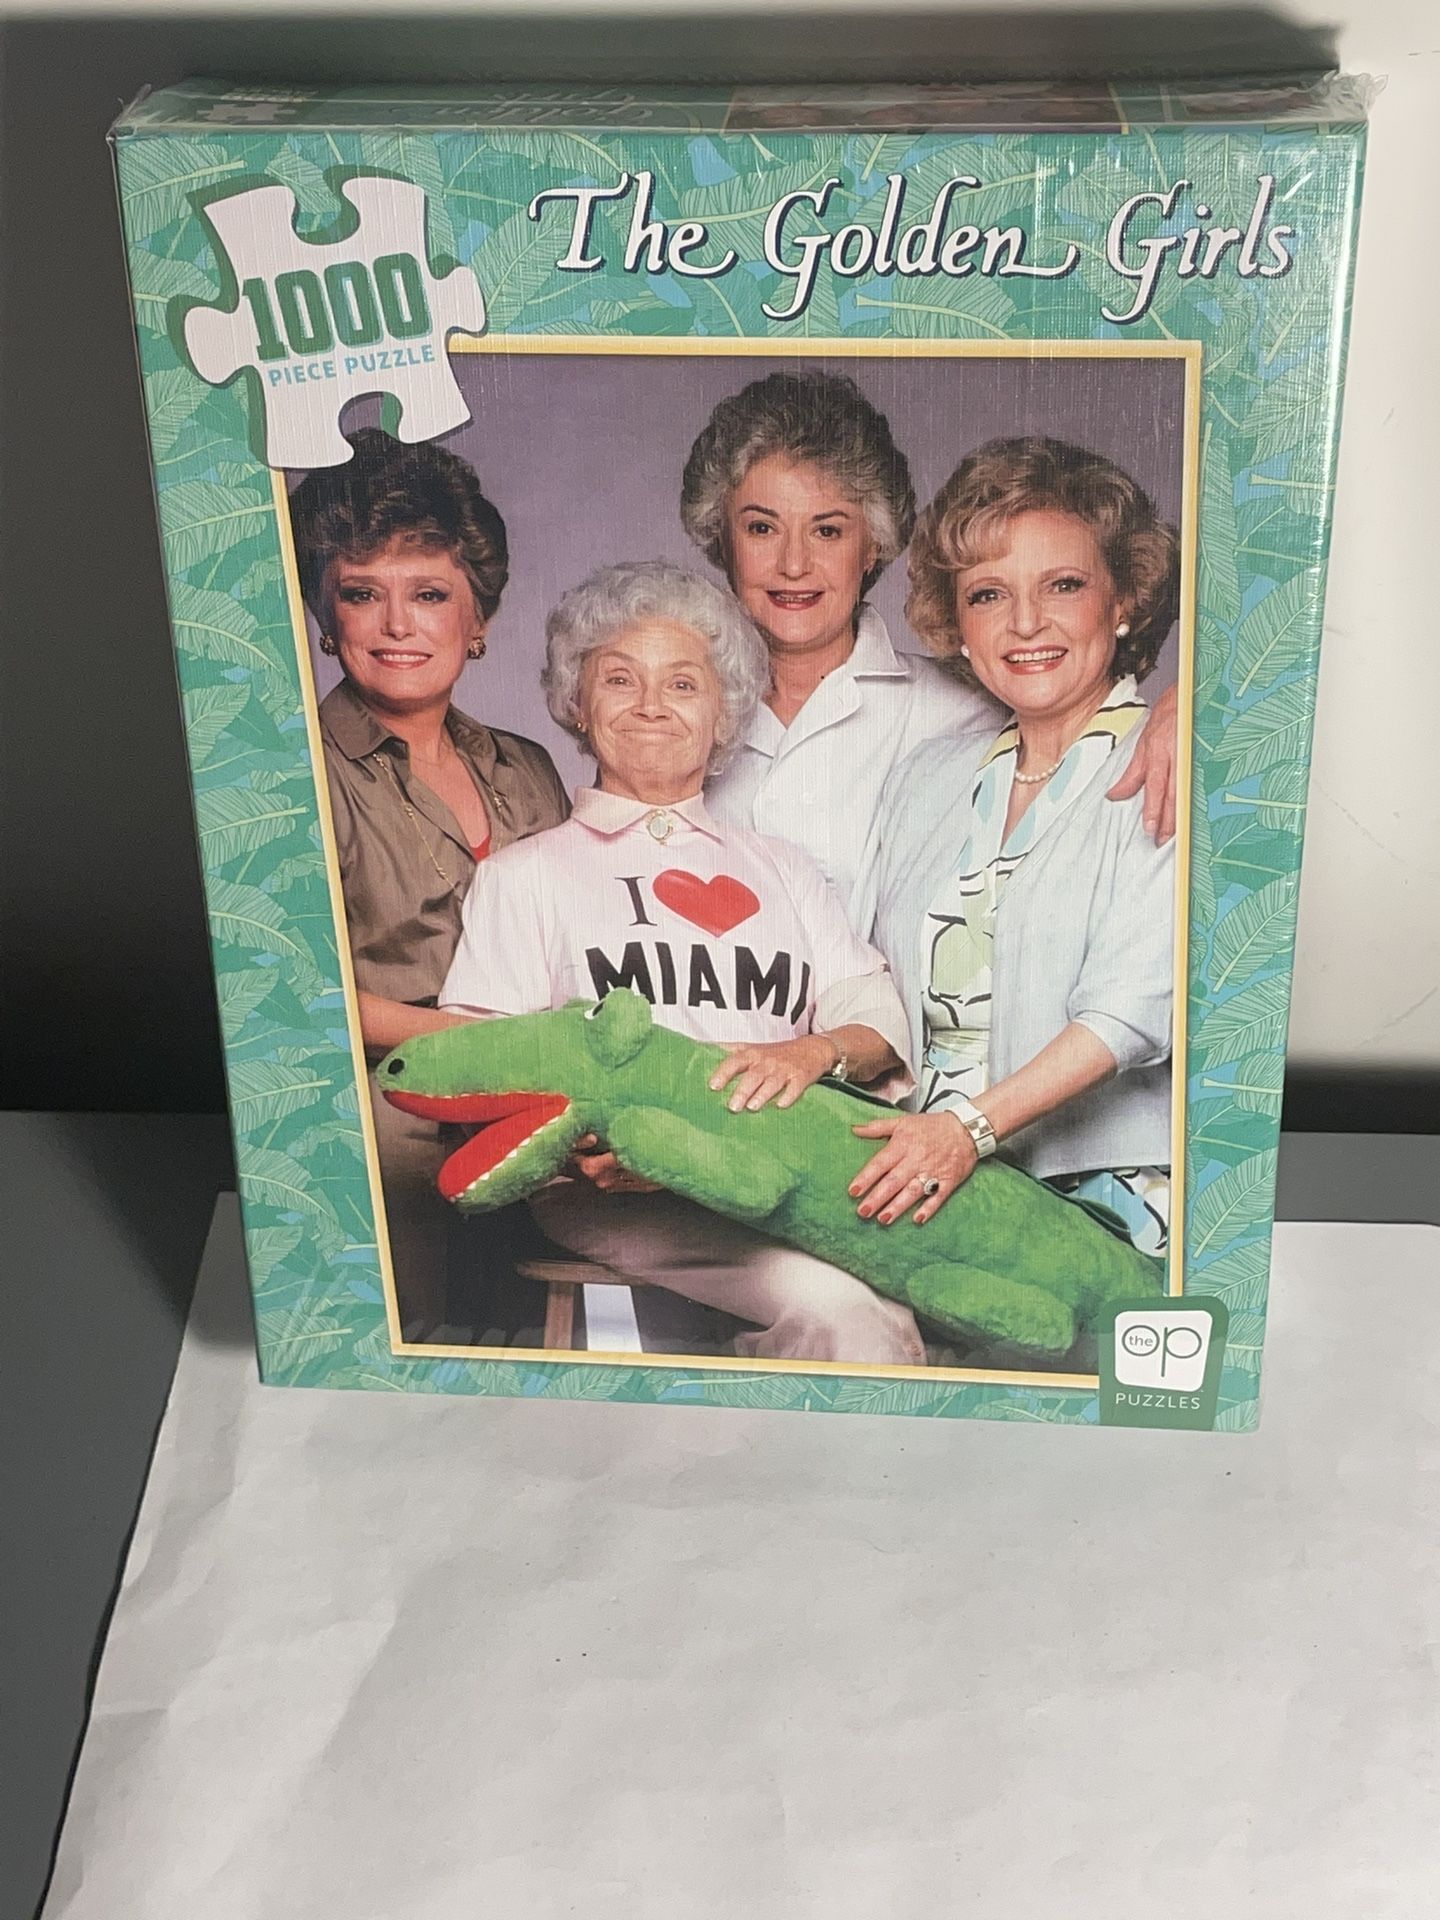 The Golden Girls
1000
PIECE PUZZLE
I ❤
MIAMI
the op
PUZZLES